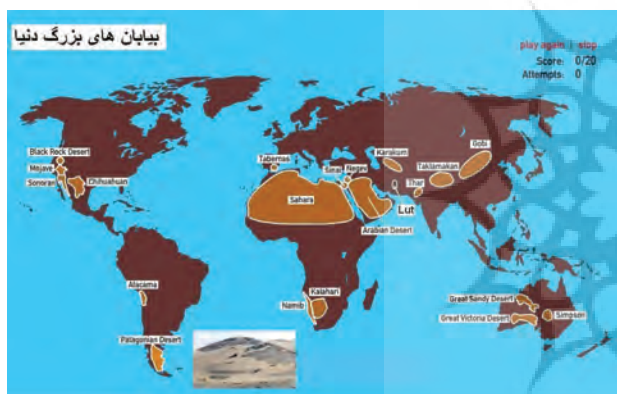 بیابان های بزرگ دنیا
play again | stop
Score: 0/20
Attempts: 0
Black Rock Desert
Mojave
Sonoran
Chihuahuan
Tabernas
Sinai
Negev
Karakum
Taklamakan
Gobi
Thar
Lut
Sahara
Arabian Desert
Atacama
Kalahari
Namib
Patagonian Desert
Great Sandy Desert
Great Victoria Desert
Simpson